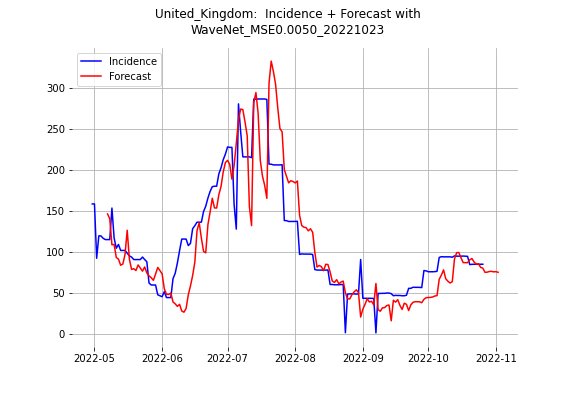 United_Kingdom:  Incidence + Forecast with
WaveNet_MSE0.0050_20221023
Incidence
Forecast
300
250
200
150
100
50
0
2022-05 2022-06 2022-07 2022-08 2022-09 2022-10 2022-11